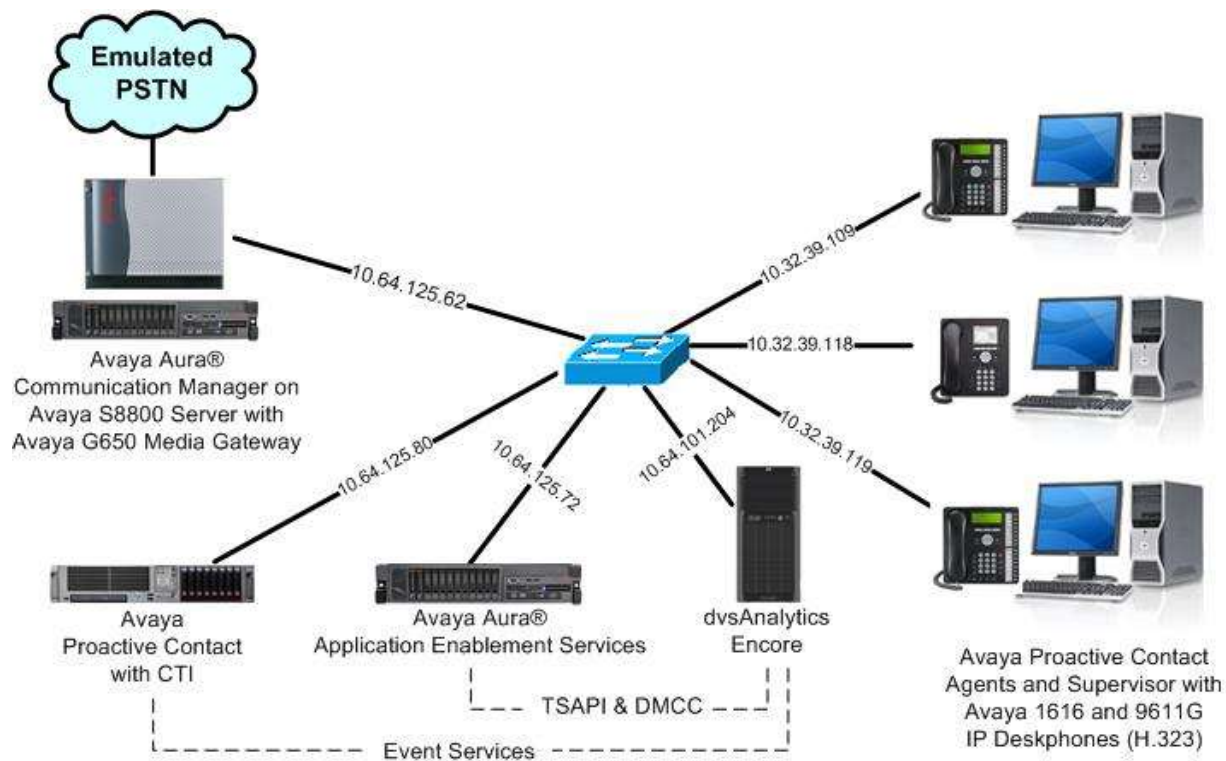 Emulated
PSTN
10.64.125.62
10.32.39.109
10.32.39.118
10.32.39.119
Avaya Aura®
Communication Manager on
Avaya S8800 Server with
Avaya G650 Media Gateway
10.64.125.80
10.64.125.72
10.64.101.204
Avaya
Proactive Contact
with CTI
Avaya Aura®
Application Enablement Services
dvsAnalytics
Encore
Avaya Proactive Contact
Agents and Supervisor with
Avaya 1616 and 9611G
IP Deskphones (H.323)
TSAPI & DMCC
Event Services